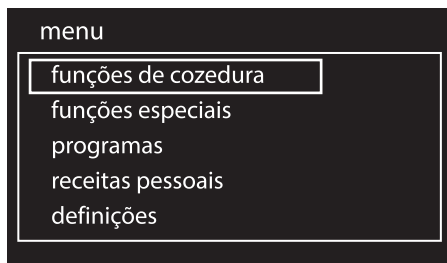 menu
funções de cozedura
funções especiais
programas
receitas pessoais
definições